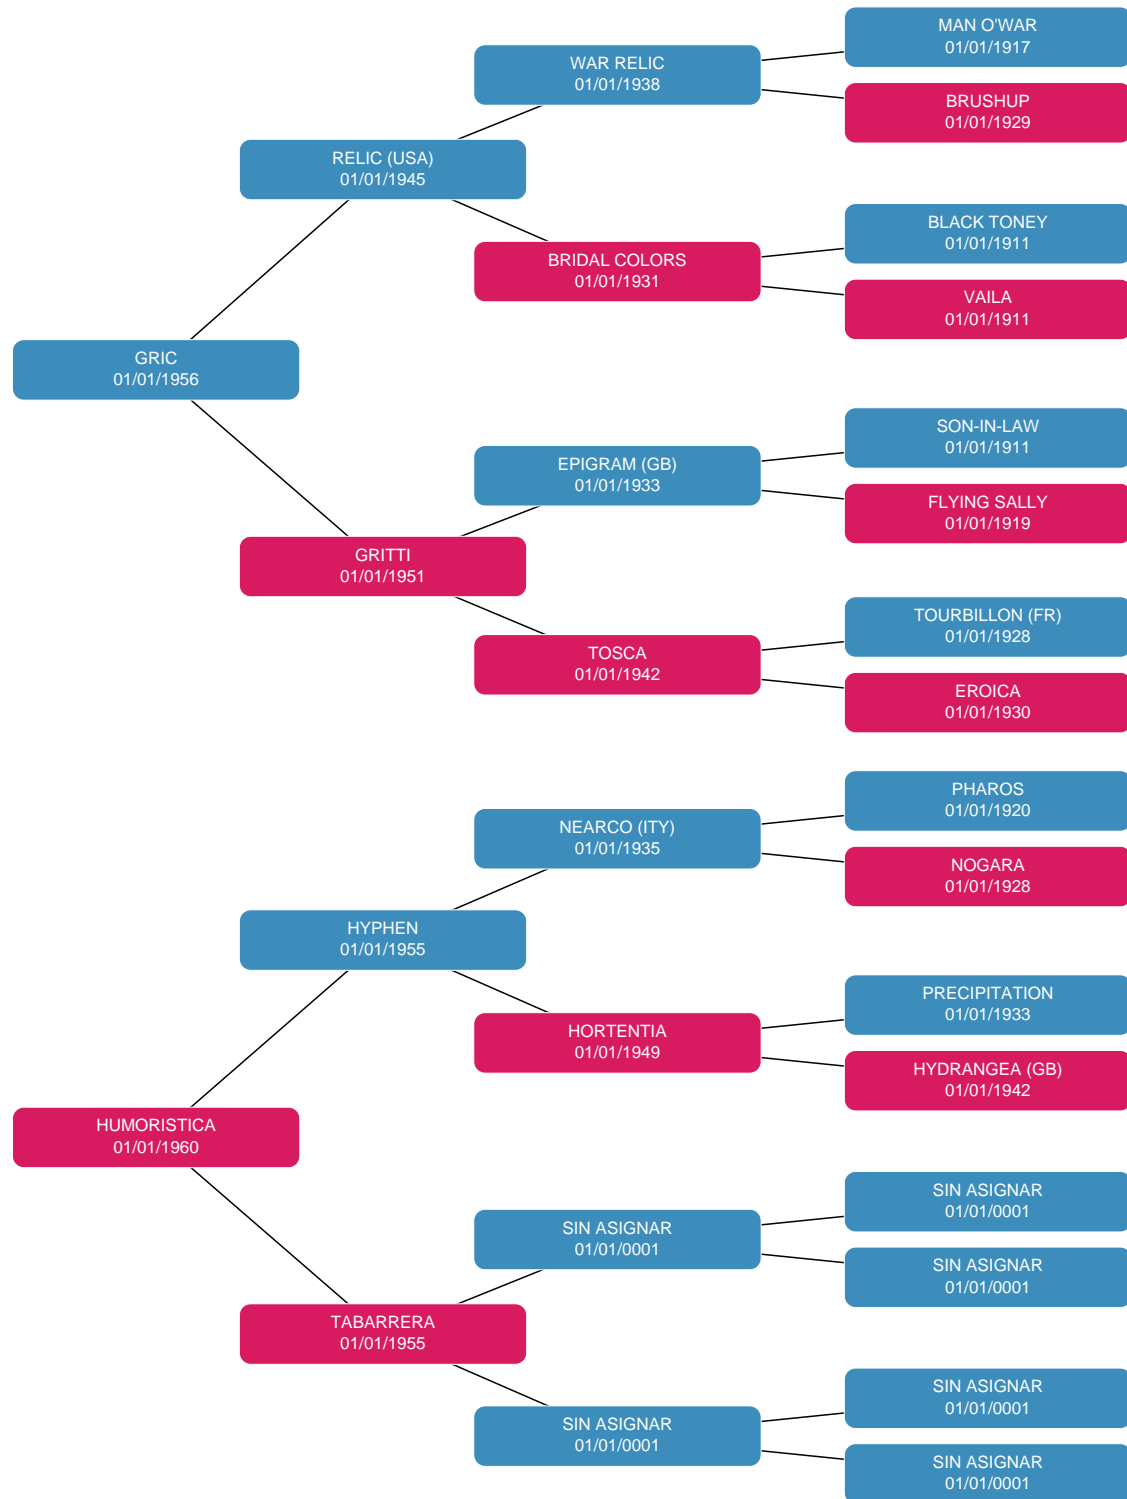 MAN O'WAR
01/01/1917
WAR RELIC
01/01/1938
BRUSHUP
01/01/1929
RELIC (USA)
01/01/1945
BLACK TONEY
01/01/1911
BRIDAL COLORS
01/01/1931
VAILA
01/01/1911
GRIC
01/01/1956
SON-IN-LAW
01/01/1911
EPIGRAM (GB)
01/01/1933
FLYING SALLY
01/01/1919
GRITTI
01/01/1951
TOURBILLON (FR)
01/01/1928
TOSCA
01/01/1942
EROICA
01/01/1930
PHAROS
01/01/1920
NEARCO (ITY)
01/01/1935
NOGARA
01/01/1928
HYPHEN
01/01/1955
PRECIPITATION
01/01/1933
HORTENTIA
01/01/1949
HYDRANGEA (GB)
01/01/1942
HUMORISTICA
01/01/1960
SIN ASIGNAR
01/01/0001
SIN ASIGNAR
01/01/0001
SIN ASIGNAR
01/01/0001
TABARRERA
01/01/1955
SIN ASIGNAR
01/01/0001
SIN ASIGNAR
01/01/0001
SIN ASIGNAR
01/01/0001